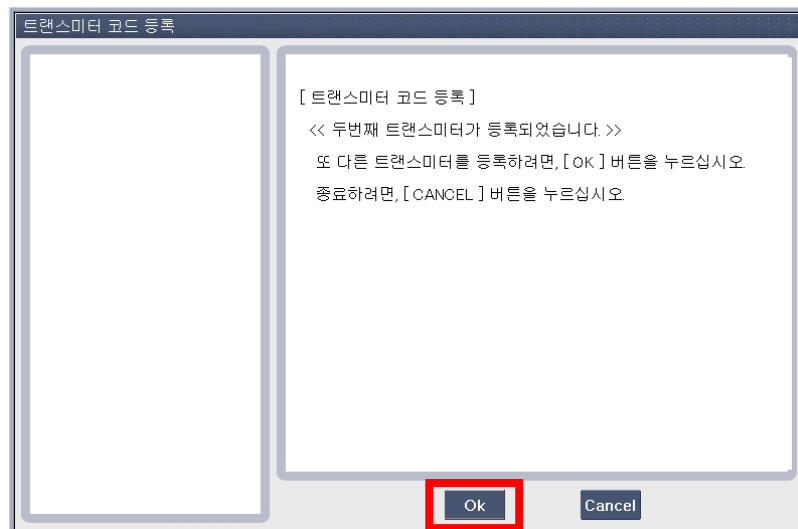 트랜스미터 코드 등록
[ 트랜스미터 코드 등록 ]
<< 두번째 트랜스미터가 등록되었습니다. >>
또 다른 트랜스미터를 등록하려면, [ OK ] 버튼을 누르십시오.
종료하려면, [ CANCEL ] 버튼을 누르십시오.
Ok Cancel